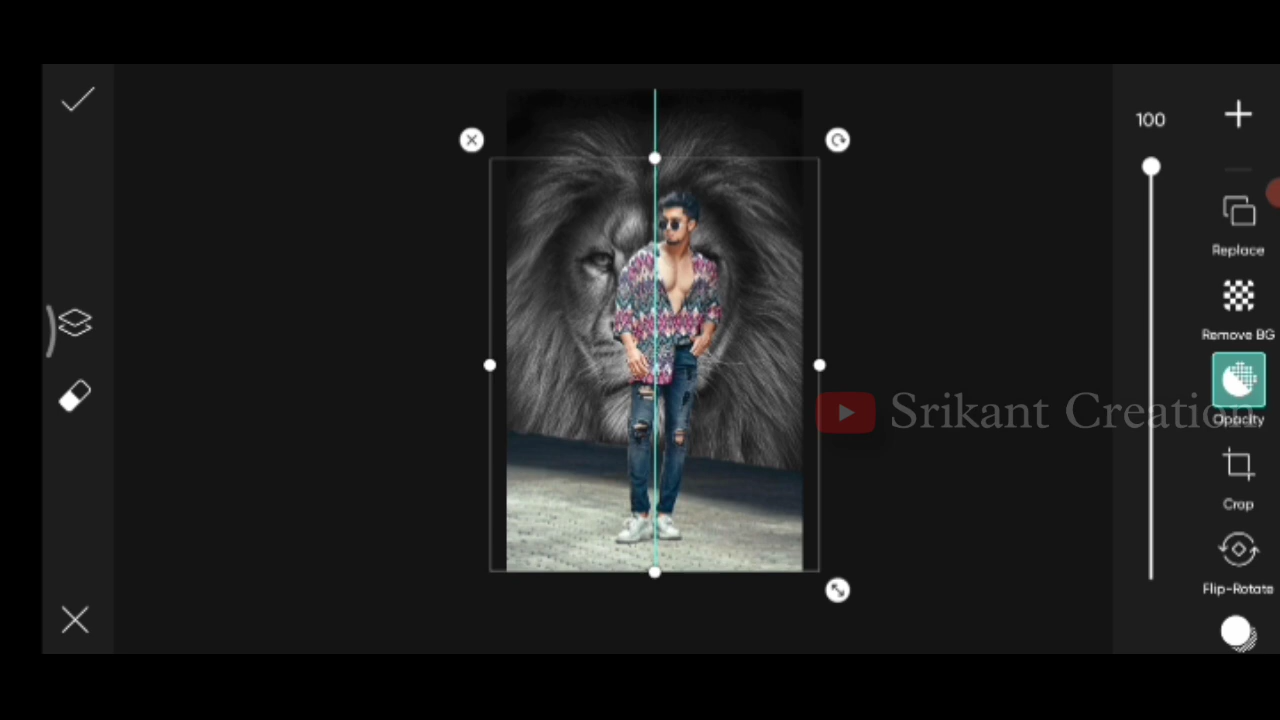 100
Replace
Remove BG
Srikant Creation
Opacity
Crop
Flip-Rotate